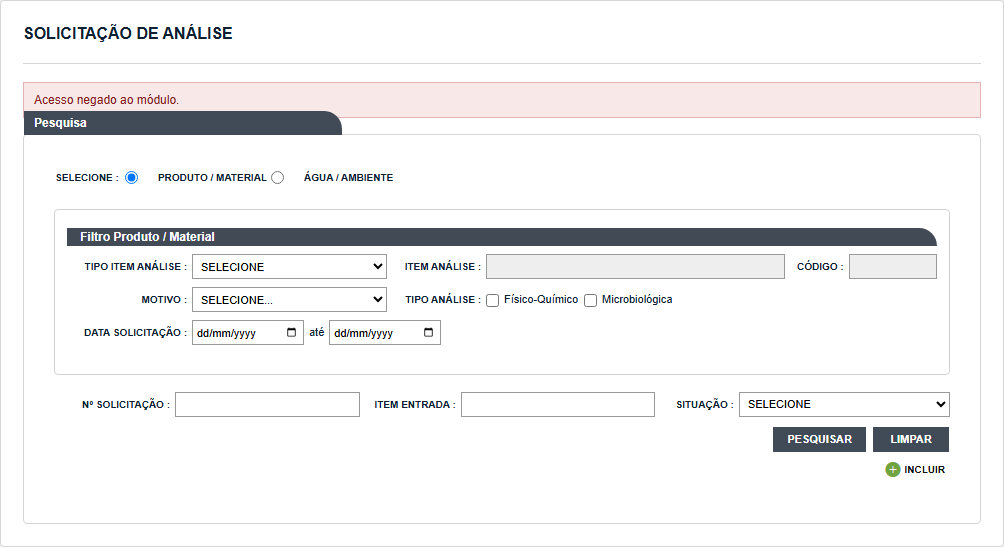 SOLICITAÇÃO DE ANÁLISE
Acesso negado ao módulo.
Pesquisa
SELECIONE : PRODUTO / MATERIAL ÁGUA / AMBIENTE
Filtro Produto / Material
TIPO ITEM ANÁLISE : SELECIONE ITEM ANÁLISE : CÓDIGO :
MOTIVO : SELECIONE... TIPO ANÁLISE : Físico-Químico Microbiológica
DATA SOLICITAÇÃO : dd/mm/yyyy até dd/mm/yyyy
Nº SOLICITAÇÃO : ITEM ENTRADA : SITUAÇÃO : SELECIONE
PESQUISAR LIMPAR
INCLUIR